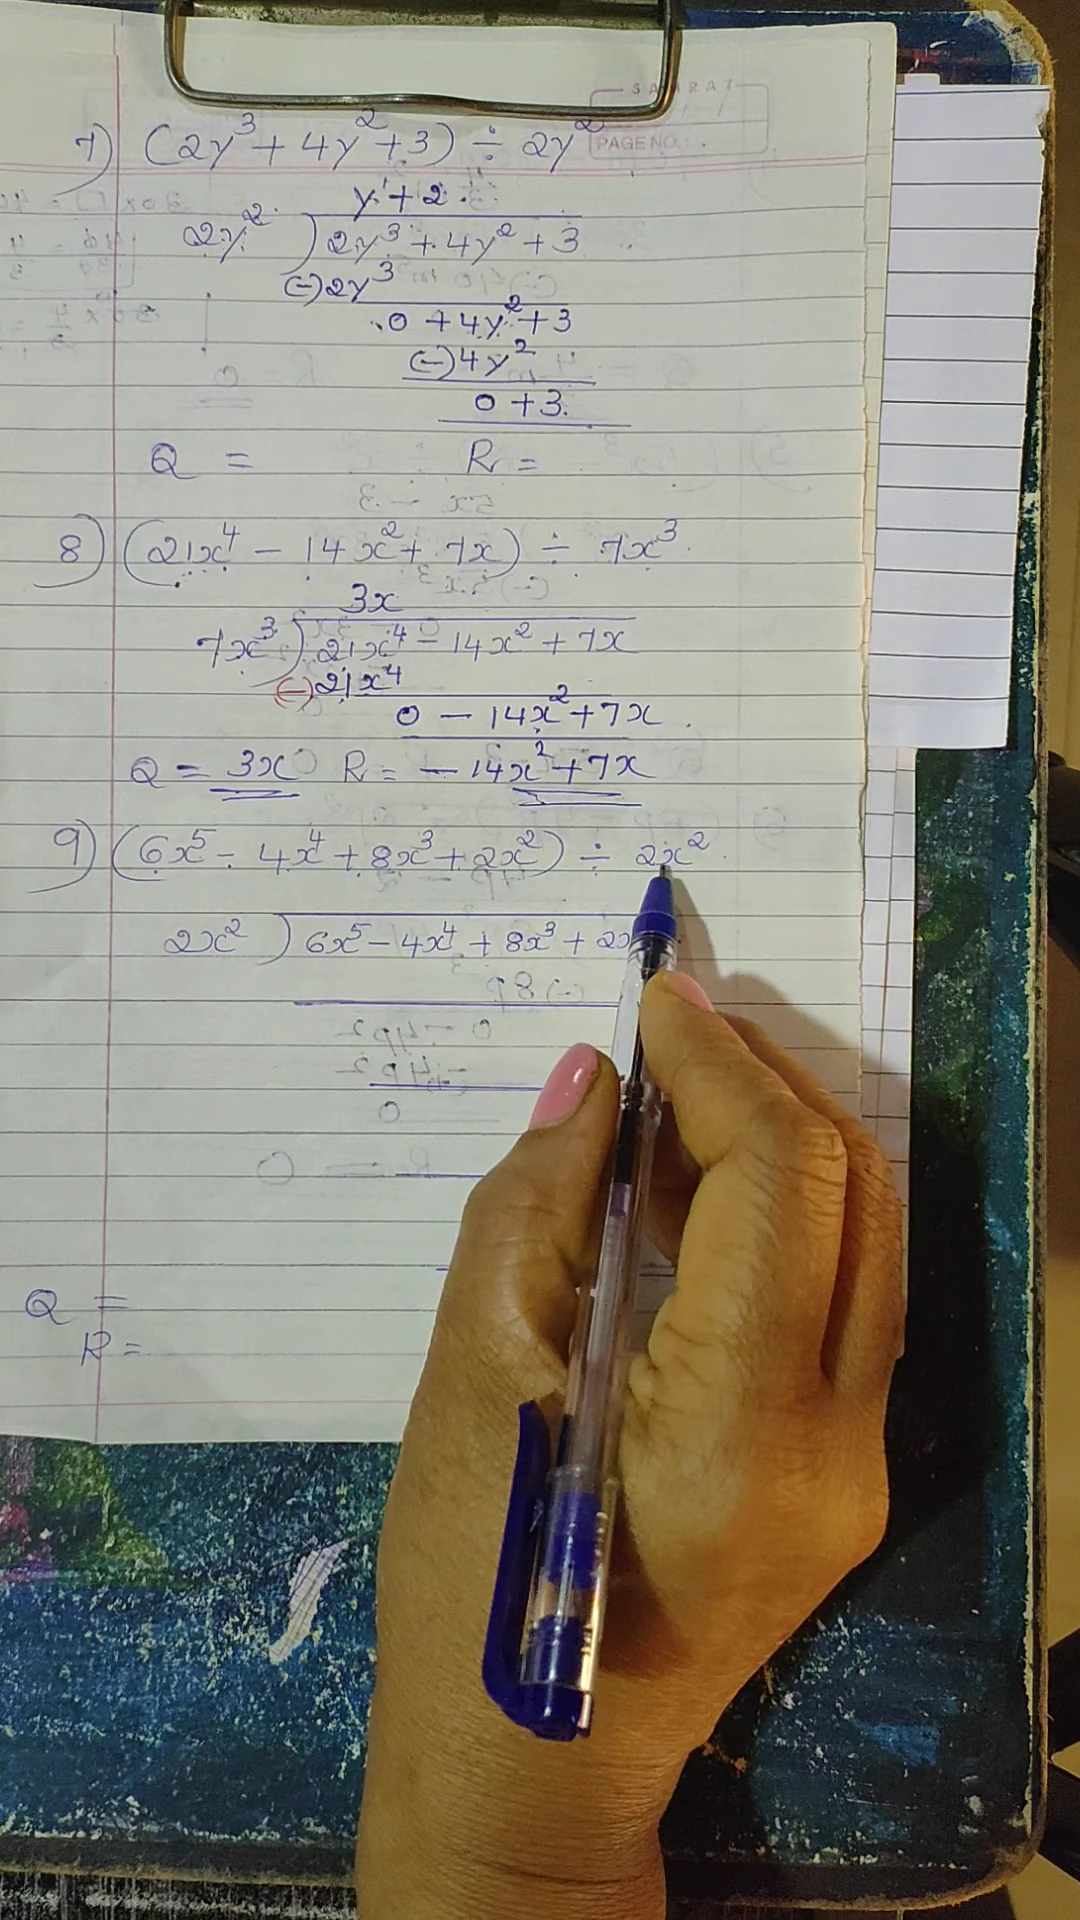 SAMRAT
PAGE NO.:
7) (2y³ + 4y² + 3) ÷ 2y²
y¹ + 2
2y² ) 2y³ + 4y² + 3
(-) 2y³
0 + 4y² + 3
(-) 4y²
0 + 3
Q = R =
8) (21x⁴ - 14x² + 7x) ÷ 7x³
3x
7x³ ) 21x⁴ - 14x² + 7x
(-) 21x⁴
0 - 14x² + 7x
Q = 3x R = - 14x² + 7x
9) (6x⁵ - 4x⁴ + 8x³ + 2x²) ÷ 2x²
2x² ) 6x⁵ - 4x⁴ + 8x³ + 2x
Q =
R =